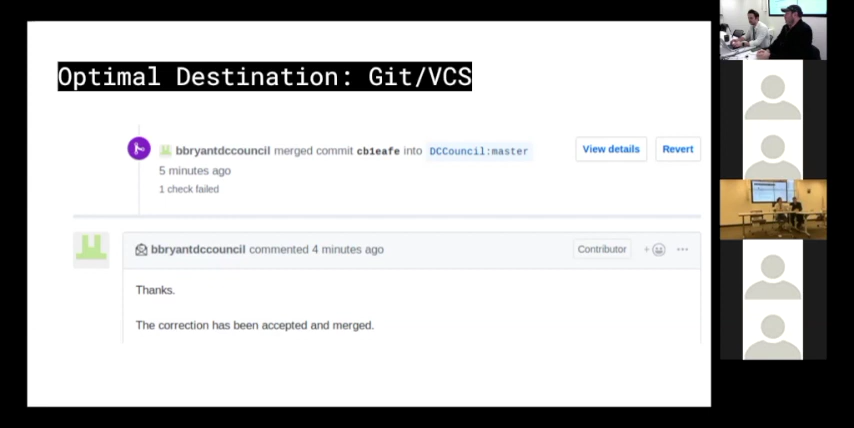 Optimal Destination: Git/VCS
bbryantdccouncil merged commit cb1eafe into DCCouncil:master
View details
Revert
5 minutes ago
1 check failed
bbryantdccouncil commented 4 minutes ago
Contributor
Thanks.
The correction has been accepted and merged.